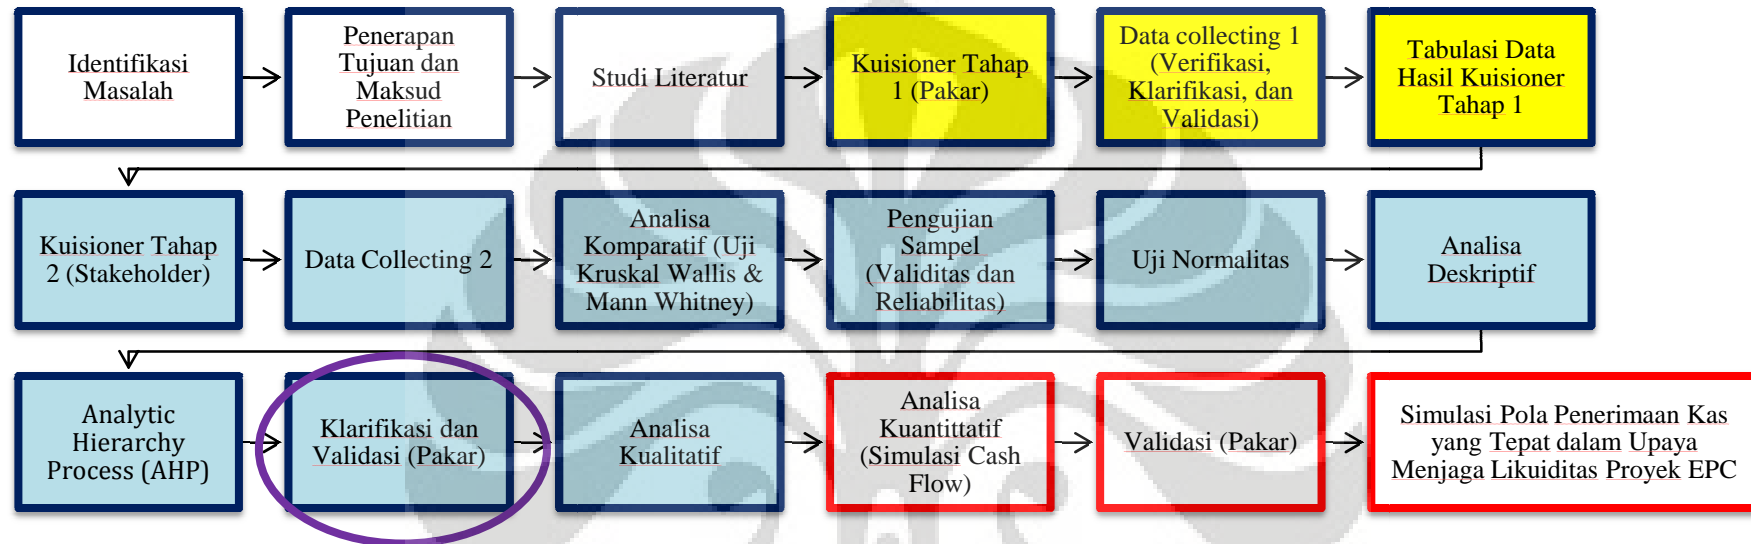 Identifikasi
Masalah
Penerapan
Tujuan dan
Maksud
Penelitian
Studi Literatur
Kuisioner Tahap
1 (Pakar)
Data collecting 1
(Verifikasi,
Klarifikasi, dan
Validasi)
Tabulasi Data
Hasil Kuisioner
Tahap 1
Kuisioner Tahap
2 (Stakeholder)
Data Collecting 2
Analisa
Komparatif (Uji
Kruskal Wallis &
Mann Whitney)
Pengujian
Sampel
(Validitas dan
Reliabilitas)
Uji Normalitas
Analisa
Deskriptif
Analytic
Hierarchy
Process (AHP)
Klarifikasi dan
Validasi (Pakar)
Analisa
Kualitatif
Analisa
Kuantittatif
(Simulasi Cash
Flow)
Validasi (Pakar)
Simulasi Pola Penerimaan Kas
yang Tepat dalam Upaya
Menjaga Likuiditas Proyek EPC